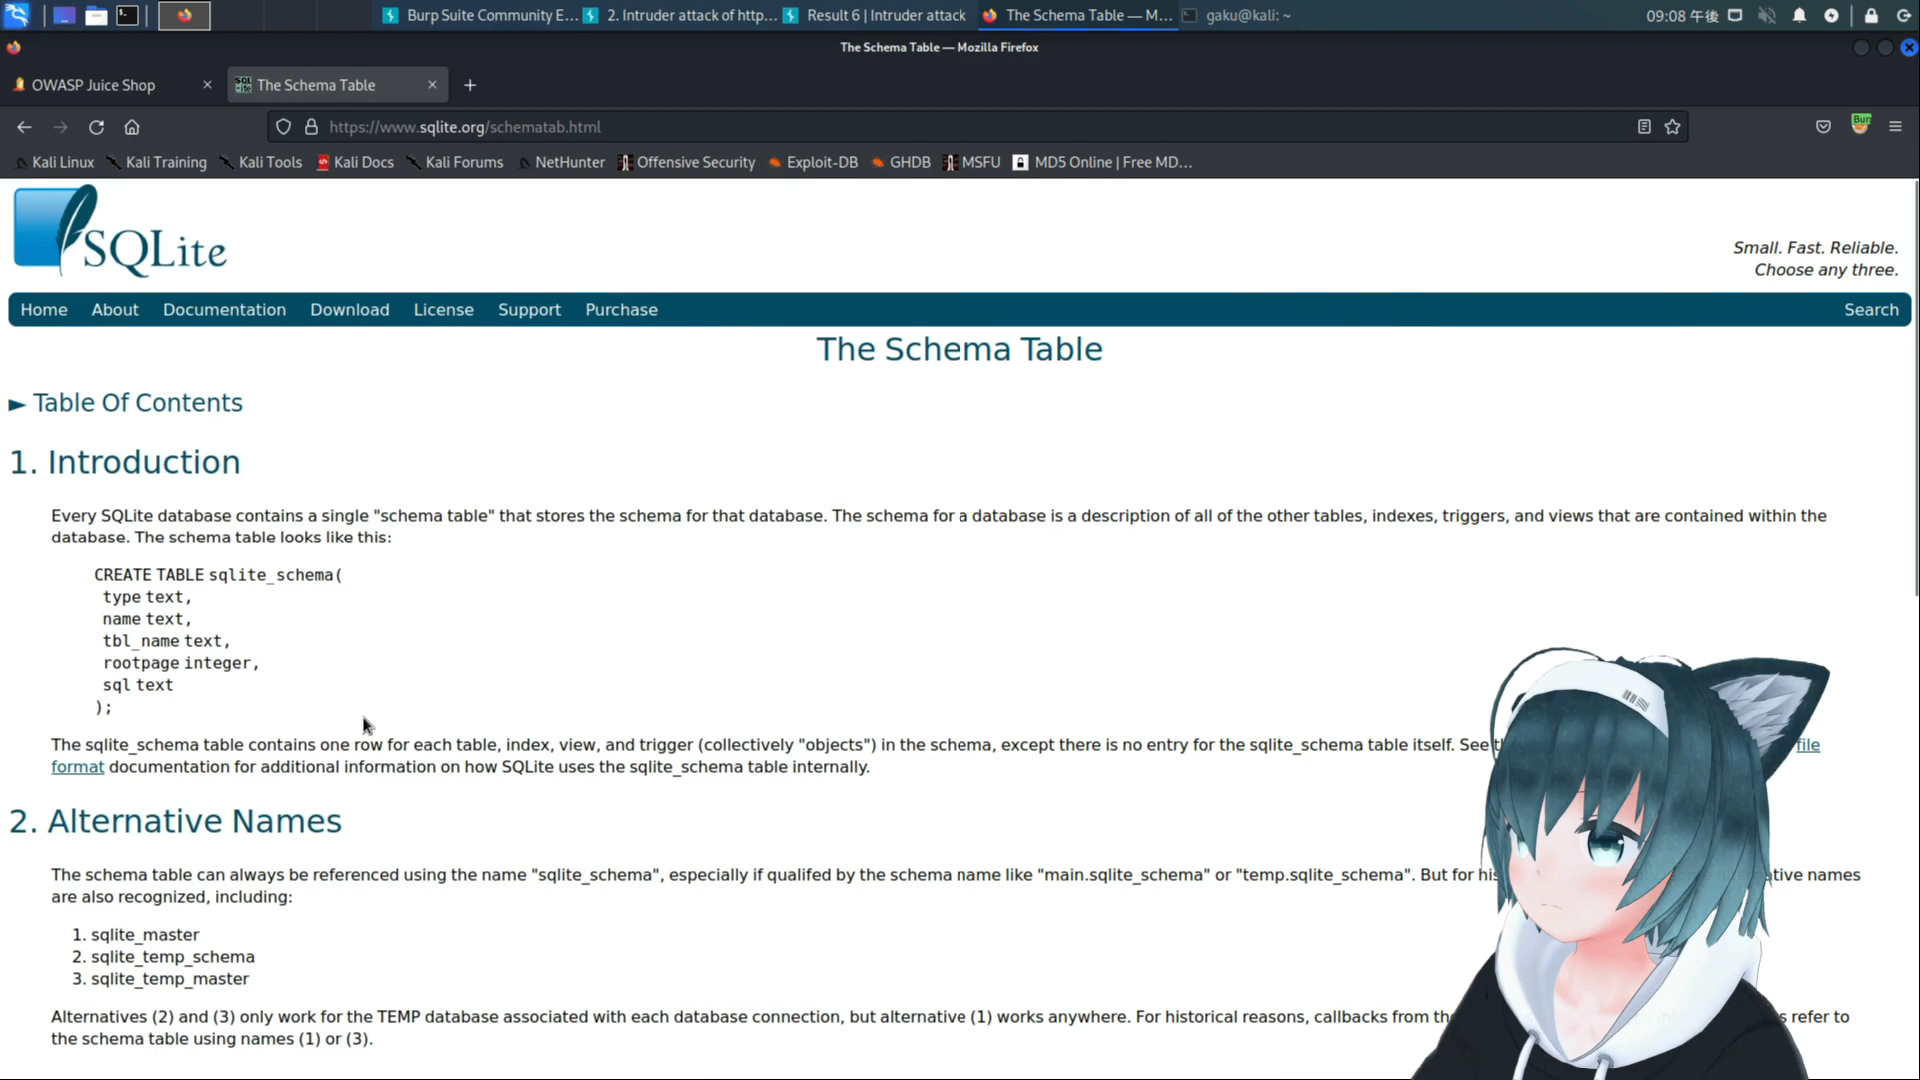 Burp Suite Community E...
2. Intruder attack of http...
Result 6 | Intruder attack
The Schema Table — M...
gaku@kali: ~
09:08 午後
The Schema Table — Mozilla Firefox
OWASP Juice Shop
The Schema Table
https://www.sqlite.org/schematab.html
Kali Linux
Kali Training
Kali Tools
Kali Docs
Kali Forums
NetHunter
Offensive Security
Exploit-DB
GHDB
MSFU
MD5 Online | Free MD...
SQLite
Small. Fast. Reliable.
Choose any three.
Home
About
Documentation
Download
License
Support
Purchase
Search
The Schema Table
► Table Of Contents
1. Introduction
Every SQLite database contains a single "schema table" that stores the schema for that database. The schema for a database is a description of all of the other tables, indexes, triggers, and views that are contained within the
database. The schema table looks like this:
CREATE TABLE sqlite_schema(
type text,
name text,
tbl_name text,
rootpage integer,
sql text
);
The sqlite_schema table contains one row for each table, index, view, and trigger (collectively "objects") in the schema, except there is no entry for the sqlite_schema table itself. See file
format documentation for additional information on how SQLite uses the sqlite_schema table internally.
2. Alternative Names
The schema table can always be referenced using the name "sqlite_schema", especially if qualifed by the schema name like "main.sqlite_schema" or "temp.sqlite_schema". But for names
are also recognized, including:
1. sqlite_master
2. sqlite_temp_schema
3. sqlite_temp_master
Alternatives (2) and (3) only work for the TEMP database associated with each database connection, but alternative (1) works anywhere. For historical reasons, callbacks from refer to
the schema table using names (1) or (3).